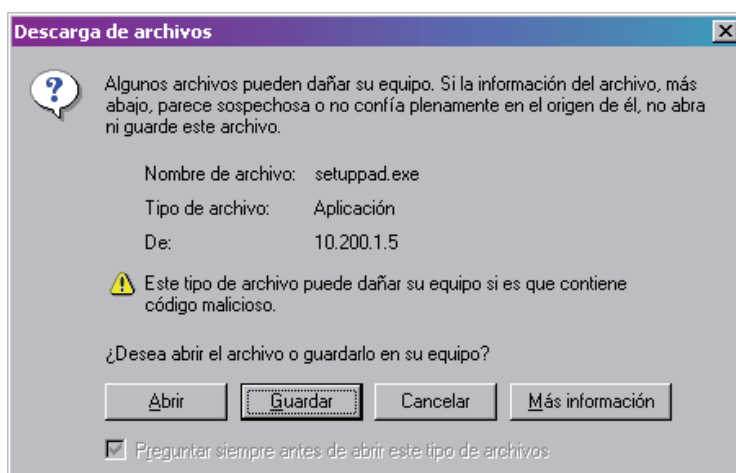 Descarga de archivos
Algunos archivos pueden dañar su equipo. Si la información del archivo, más
abajo, parece sospechosa o no confía plenamente en el origen de él, no abra
ni guarde este archivo.
Nombre de archivo: setuppad.exe
Tipo de archivo: Aplicación
De: 10.200.1.5
Este tipo de archivo puede dañar su equipo si es que contiene
código malicioso.
¿Desea abrir el archivo o guardarlo en su equipo?
Abrir Guardar Cancelar Más información
Preguntar siempre antes de abrir este tipo de archivos